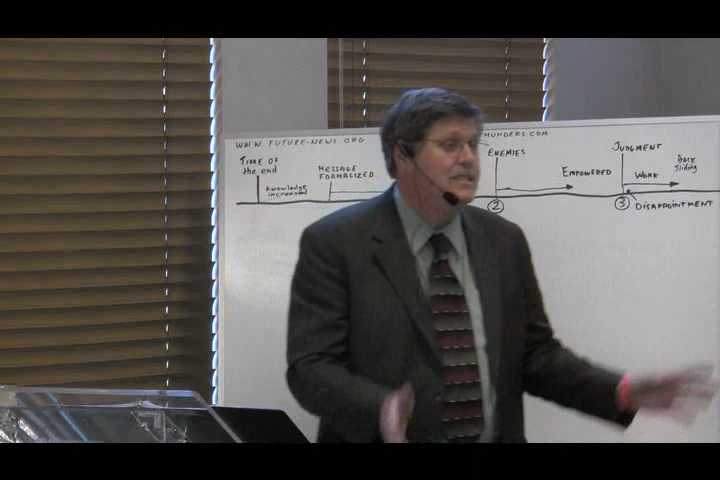 WWW. FUTURE-NEWS.ORG
HUNDERS.COM
TIME OF
the end
Knowledge
increased
MESSAGE
FORMALIZED
ENEMIES
EMPOWERED
②
JUDGMENT
WORK
Back
Sliding
③
DISAPPOINTMENT